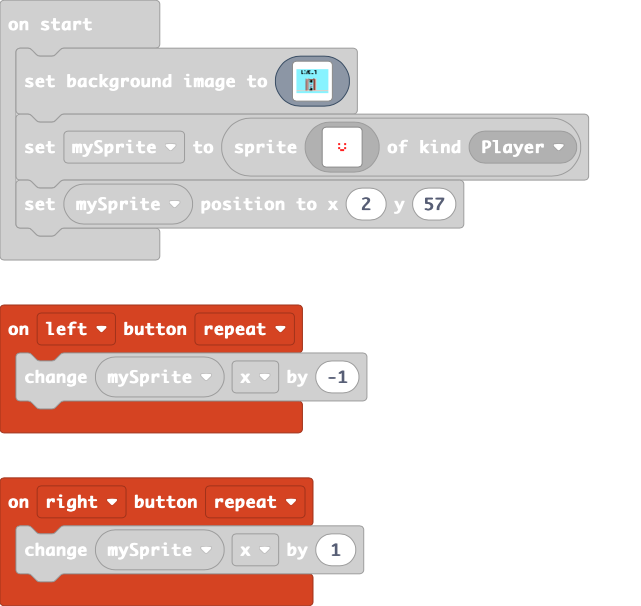 on start
set background image to
set mySprite to sprite of kind Player
set mySprite position to x 2 y 57
on left button repeat
change mySprite x by -1
on right button repeat
change mySprite x by 1